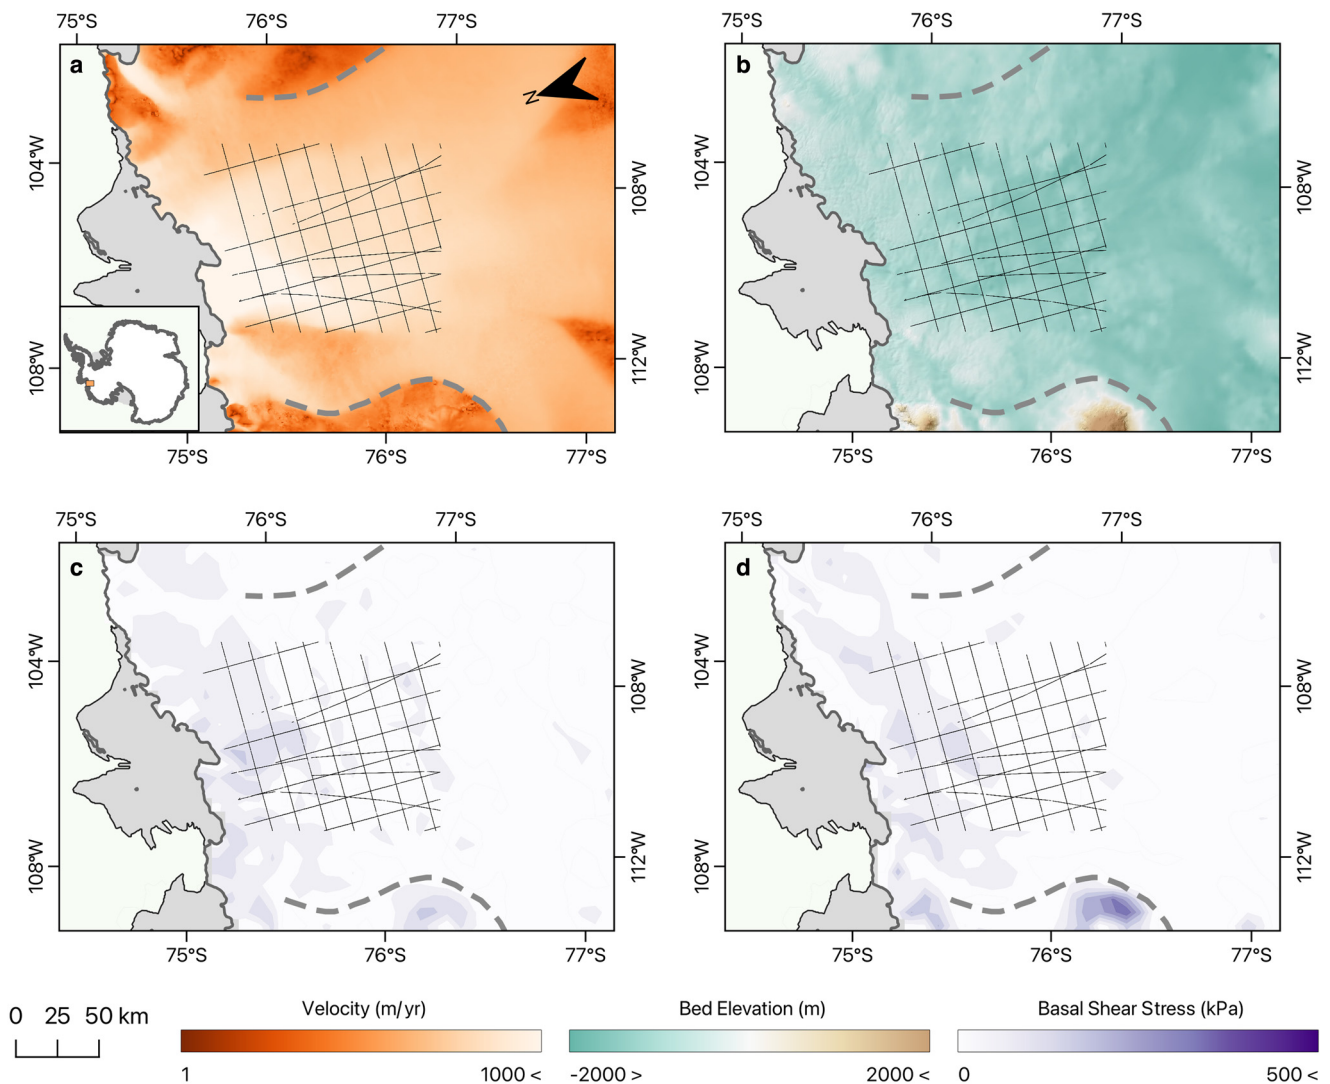 75°S 76°S 77°S 75°S 76°S 77°S
a b
N
104°W 108°W 104°W 108°W
108°W 112°W 108°W 112°W
75°S 76°S 77°S 75°S 76°S 77°S
75°S 76°S 77°S 75°S 76°S 77°S
c d
104°W 108°W 104°W 108°W
108°W 112°W 108°W 112°W
75°S 76°S 77°S 75°S 76°S 77°S
0 25 50 km
Velocity (m/yr) Bed Elevation (m) Basal Shear Stress (kPa)
1 1000 < -2000 > 2000 < 0 500 <